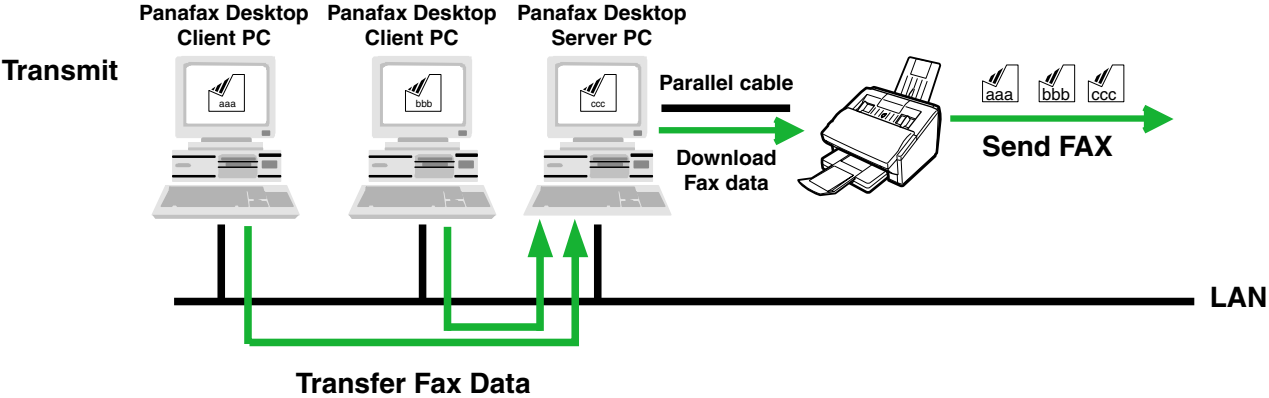 Panafax Desktop
Client PC
Panafax Desktop
Client PC
Panafax Desktop
Server PC
Transmit
aaa
bbb
ccc
Parallel cable
Download
Fax data
aaa
bbb
ccc
Send FAX
LAN
Transfer Fax Data